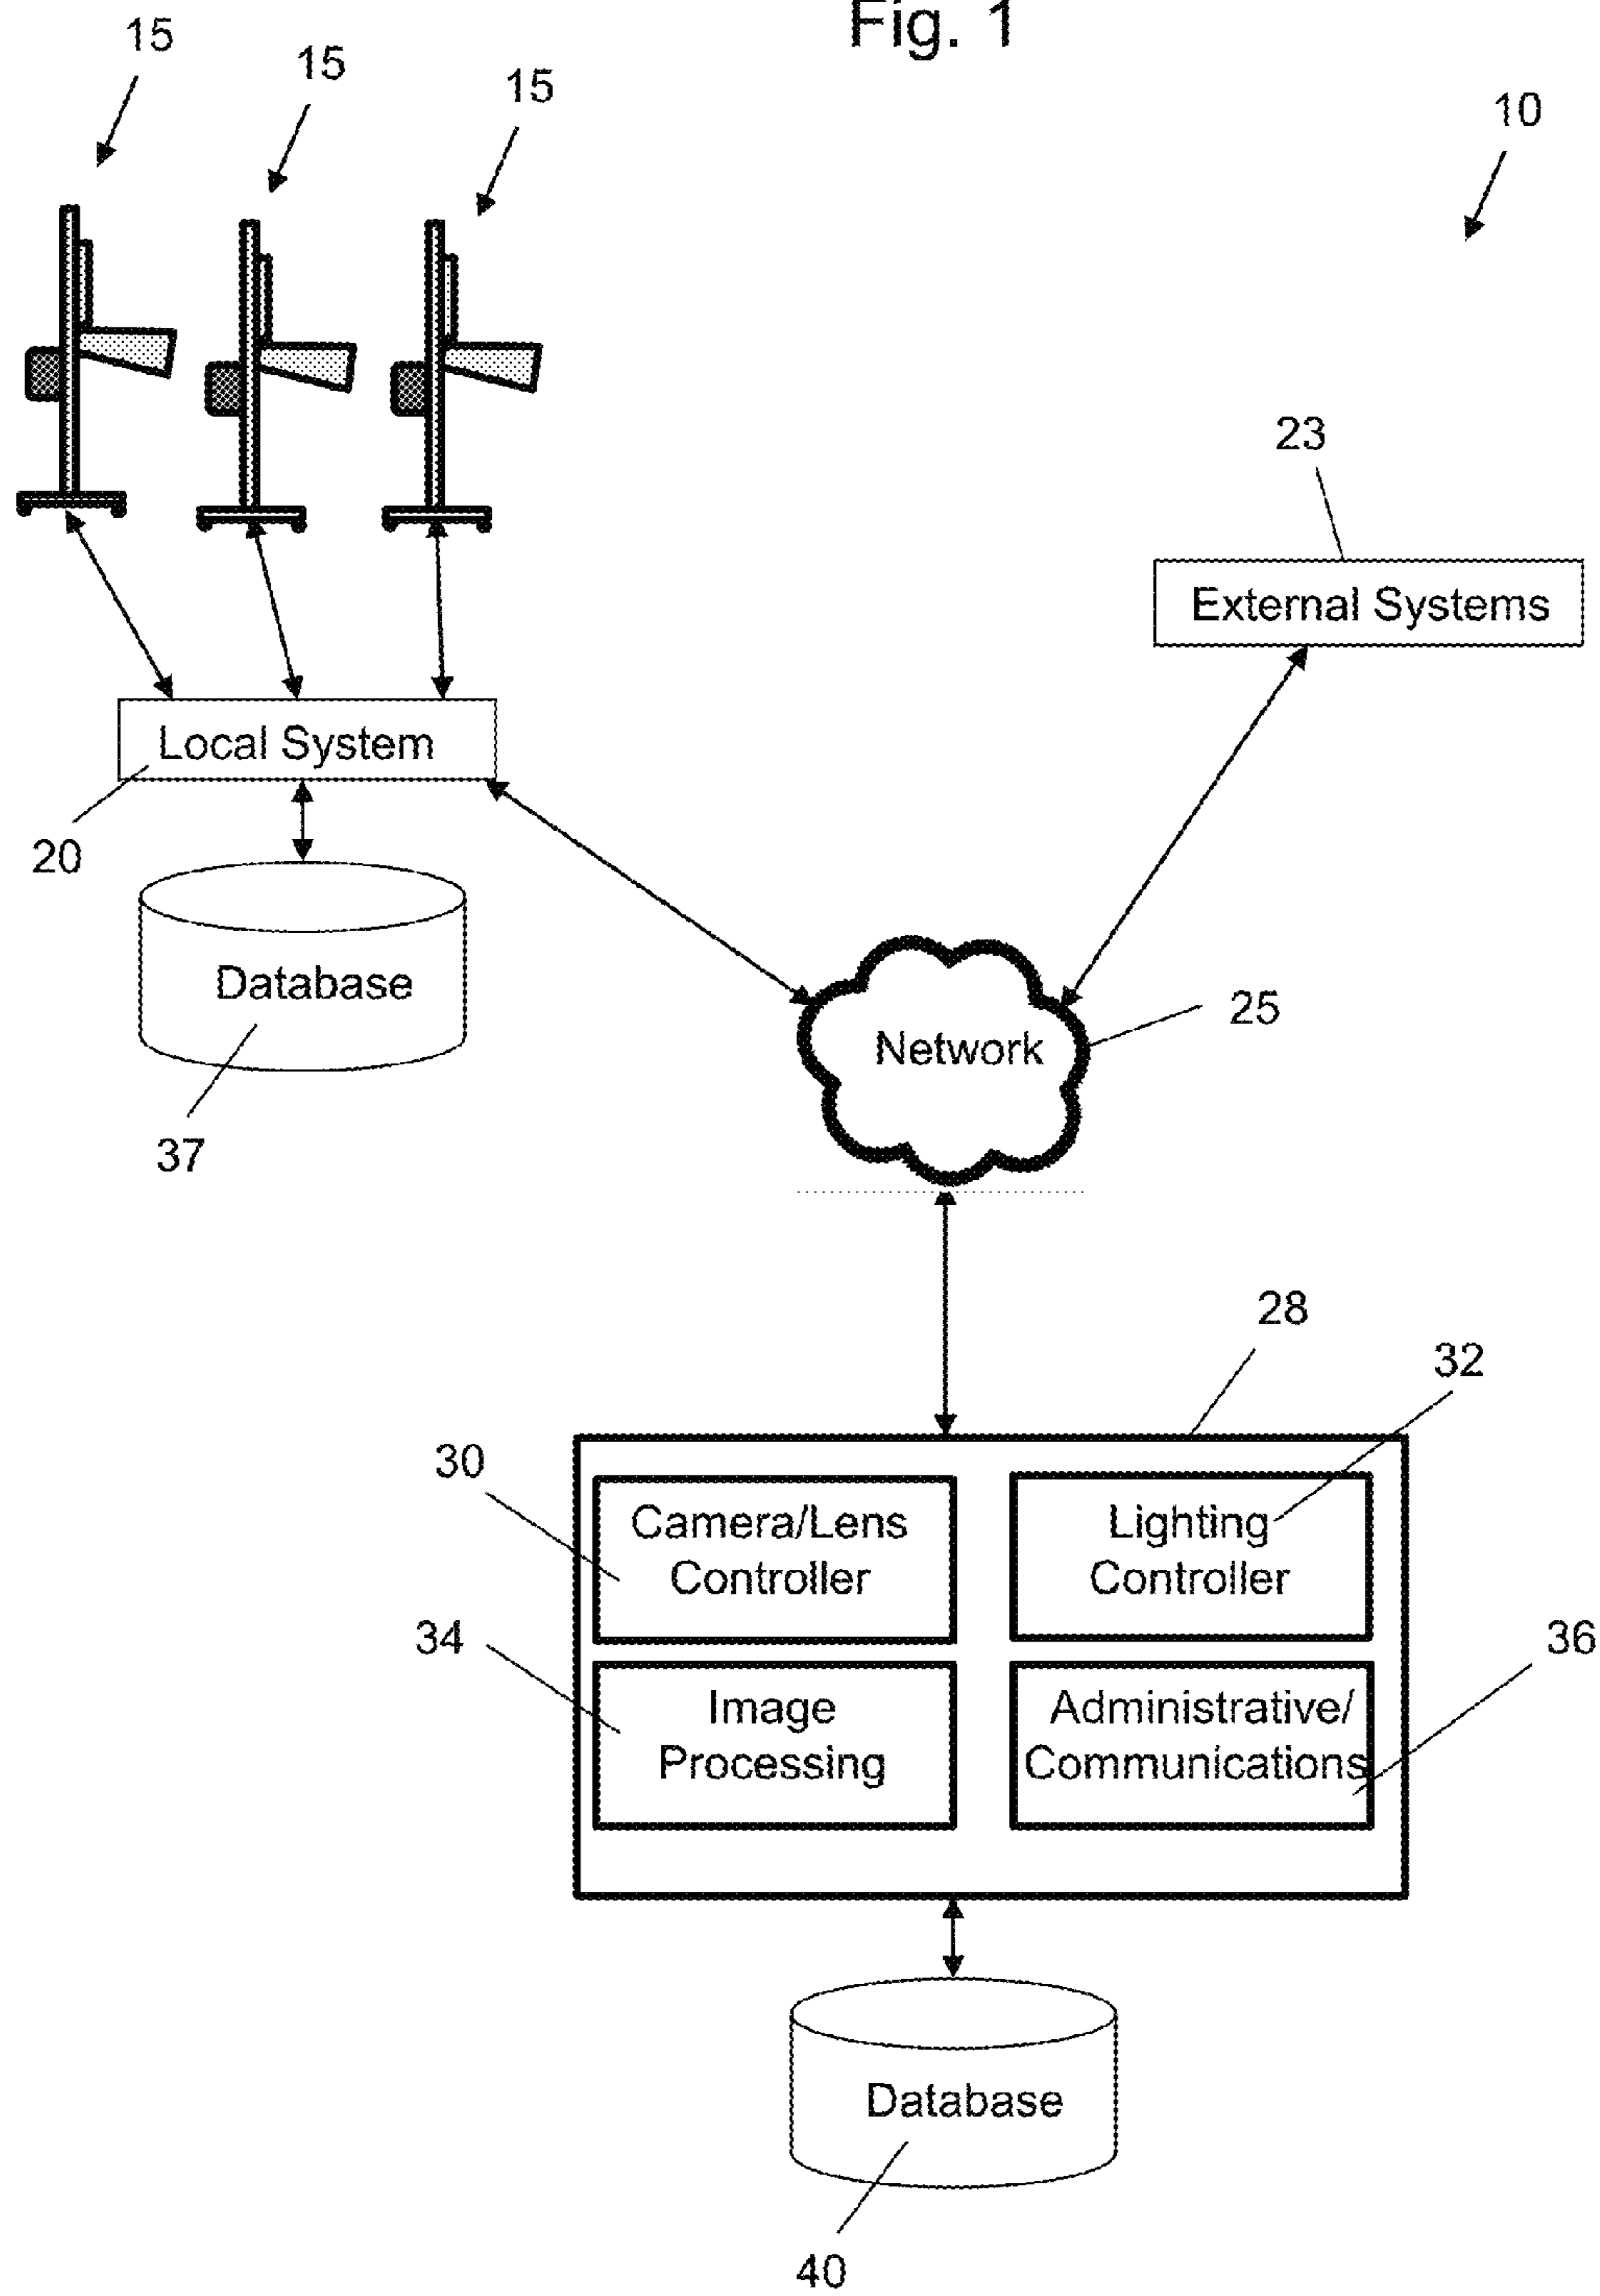 Fig. 1
15
15
15
10
23
External Systems
Local System
20
Database
37
Network
25
28
32
30
Camera/Lens
Controller
Lighting
Controller
34
36
Image
Processing
Administrative/
Communications
Database
40